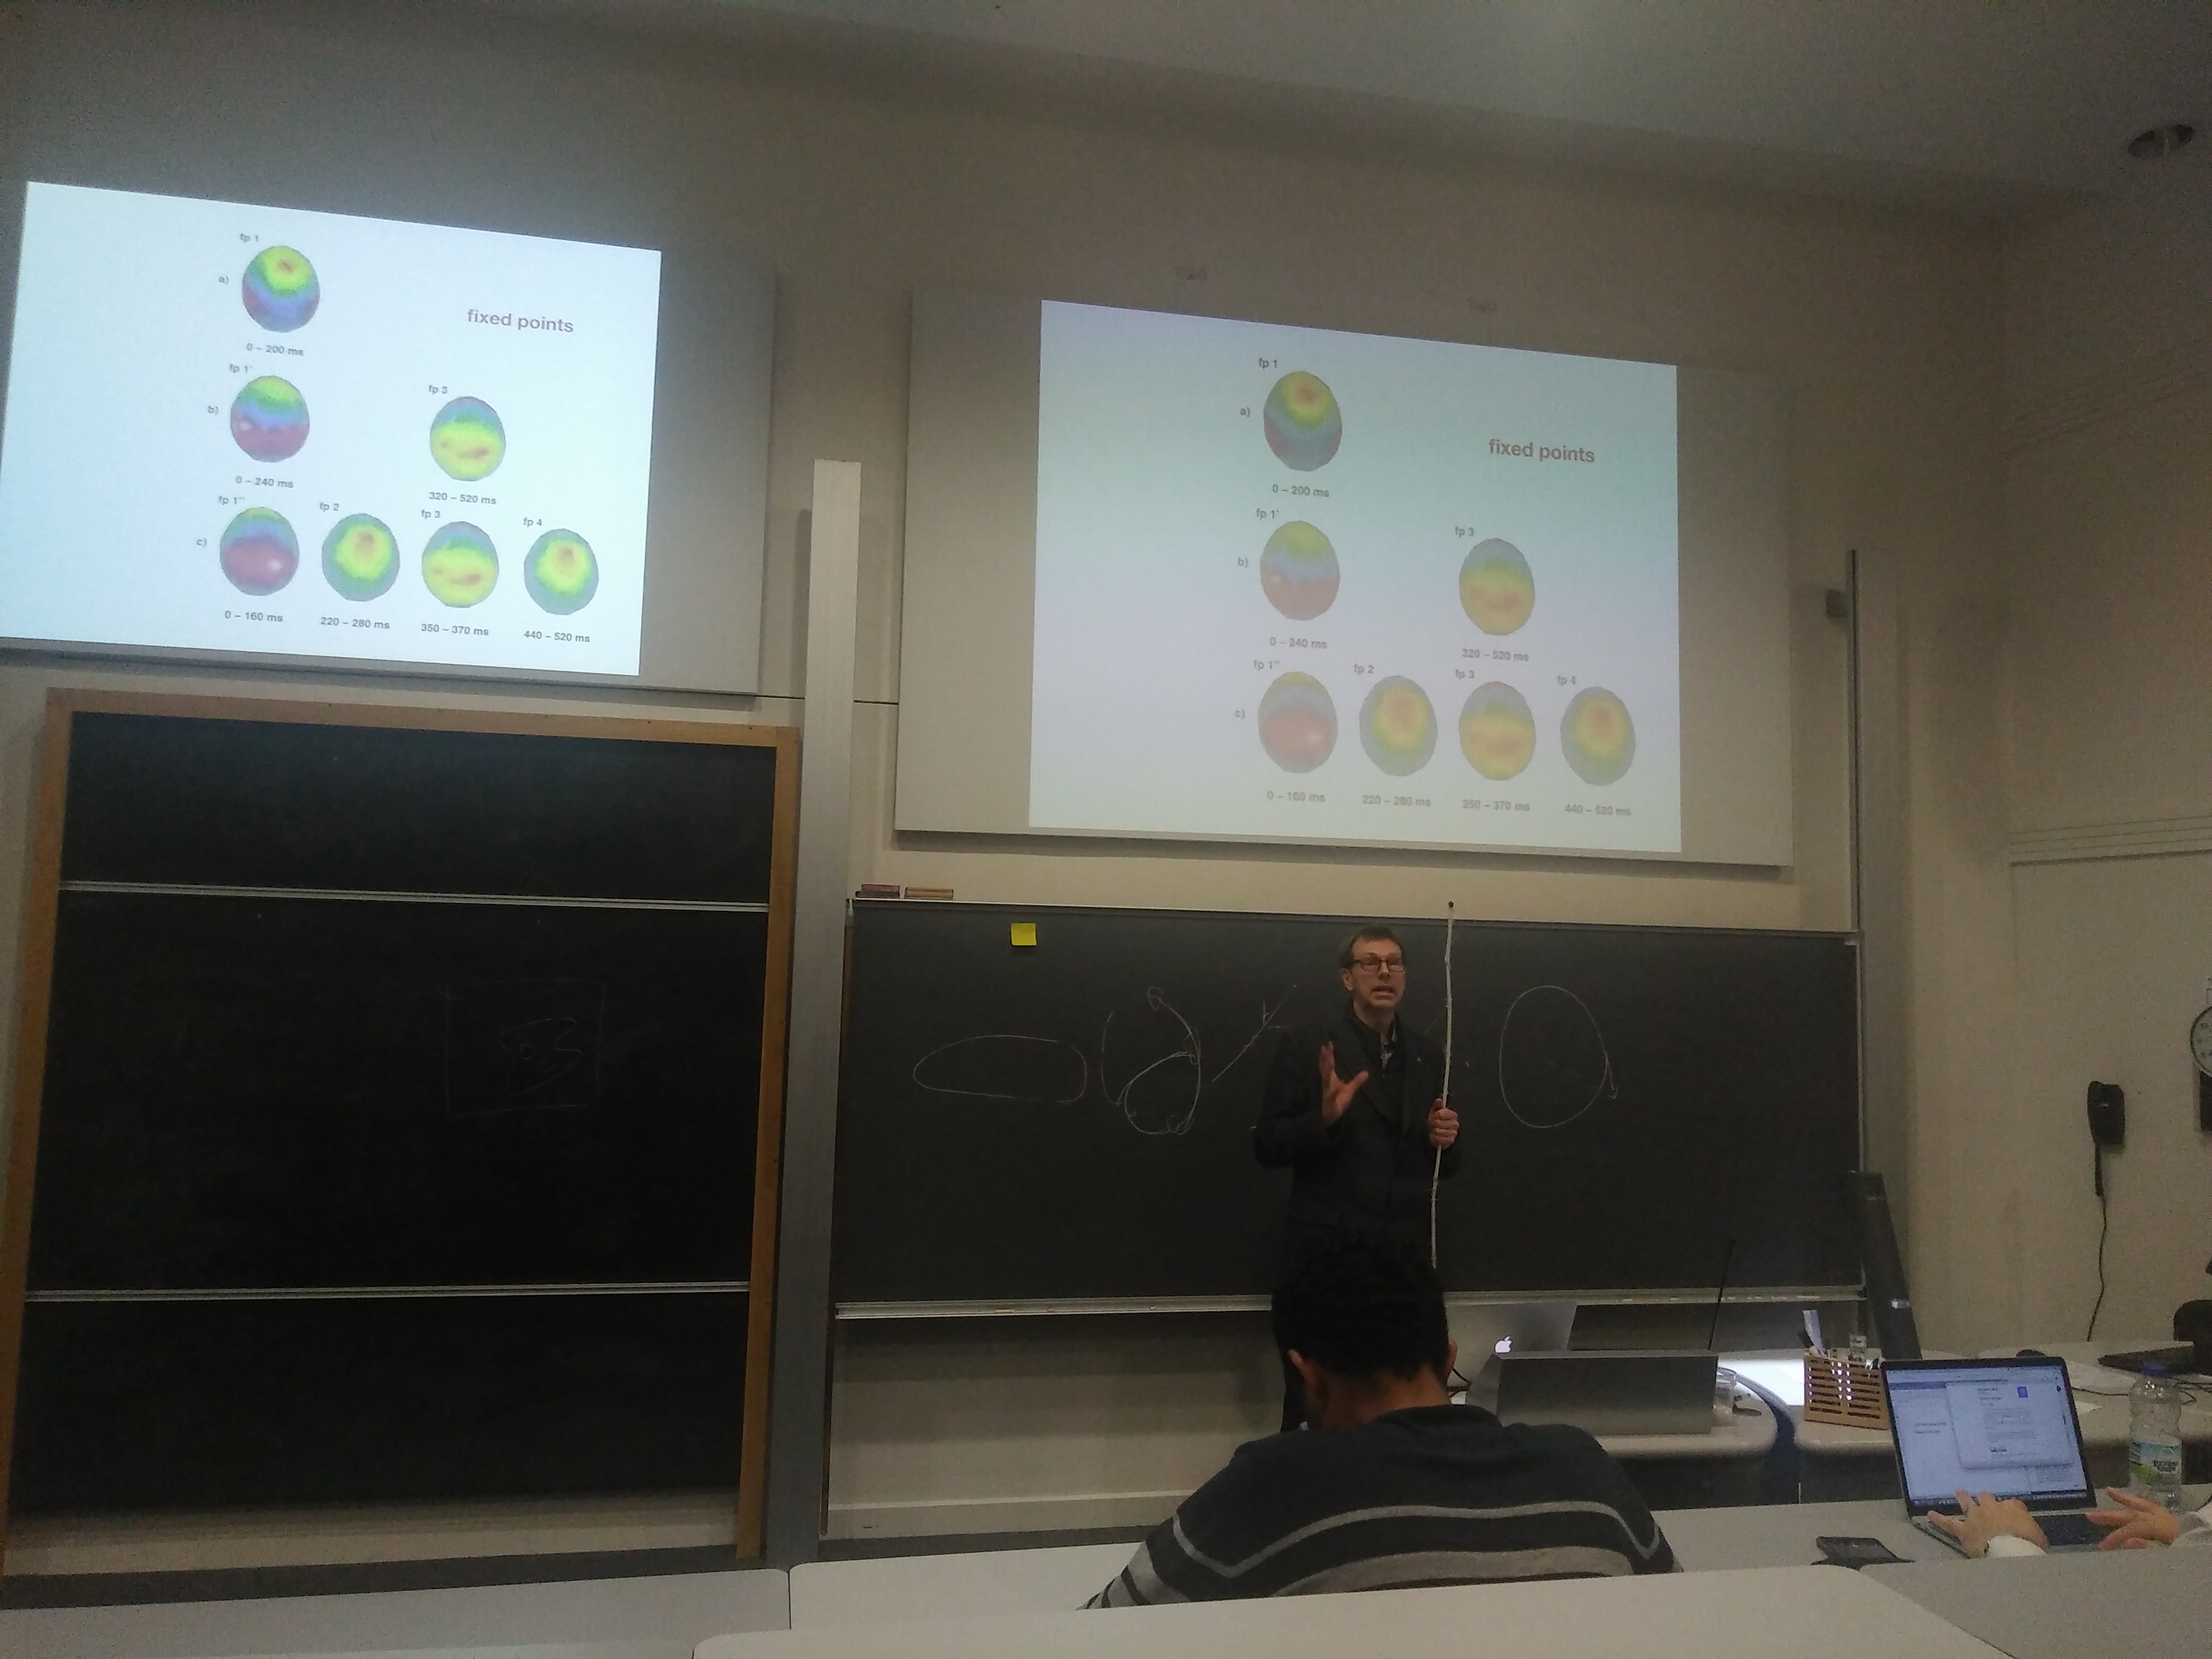 fp 1
a)
fixed points
0 – 200 ms
fp 1'
b)
fp 3
0 – 240 ms
320 – 520 ms
fp 1''
fp 2
fp 3
fp 4
c)
0 – 160 ms
220 – 280 ms
350 – 370 ms
440 – 520 ms
fp 1
a)
fixed points
0 – 200 ms
fp 1'
b)
fp 3
0 – 240 ms
320 – 520 ms
fp 1''
fp 2
fp 3
fp 4
c)
0 – 160 ms
220 – 280 ms
350 – 370 ms
440 – 520 ms